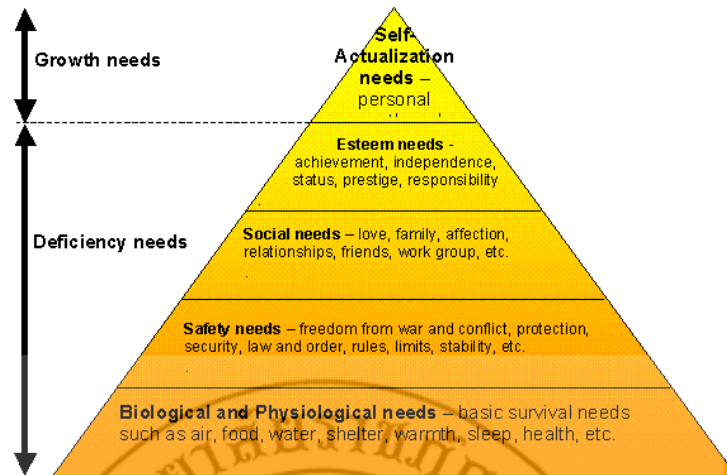 Growth needs
Self-
Actualization
needs –
personal
Esteem needs -
achievement, independence,
status, prestige, responsibility
Deficiency needs
Social needs – love, family, affection,
relationships, friends, work group, etc.
Safety needs – freedom from war and conflict, protection,
security, law and order, rules, limits, stability, etc.
Biological and Physiological needs – basic survival needs
such as air, food, water, shelter, warmth, sleep, health, etc.